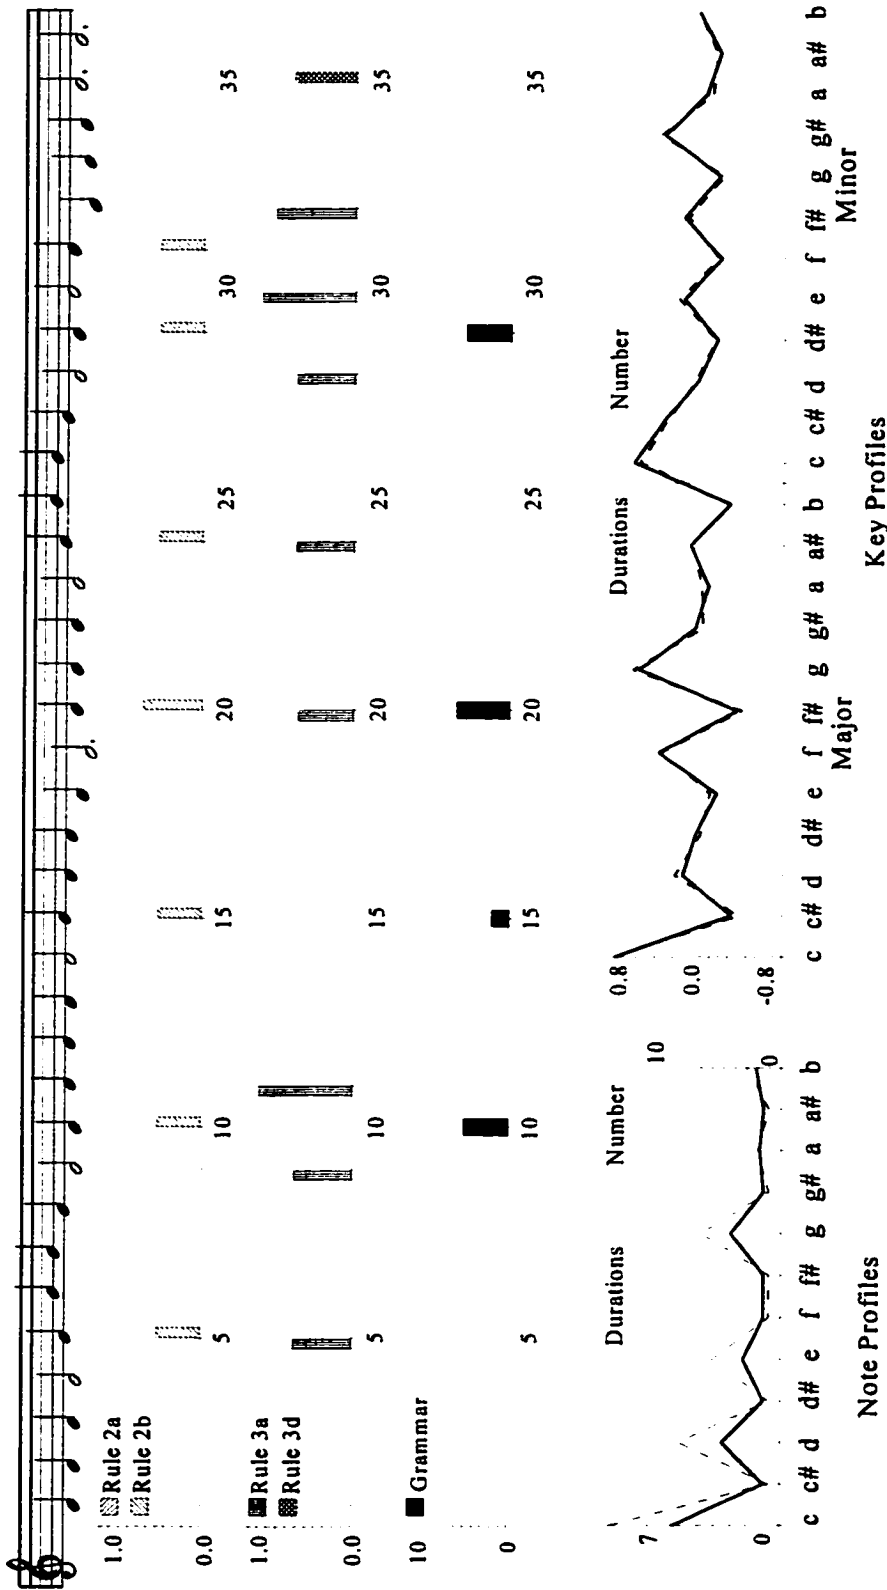 1.0
Rule 2a
Rule 2b
0.0
5 10 15 20 25 30 35
1.0
Rule 3a
Rule 3d
0.0
5 10 15 20 25 30 35
10
Grammar
0
5 10 15 20 25 30 35
Durations Number
7 10
0 0
c c# d d# e f f# g g# a a# b
Note Profiles
Durations Number
0.8
0.0
-0.8
c c# d d# e f f# g g# a a# b c c# d d# e f f# g g# a a# b
Major Minor
Key Profiles